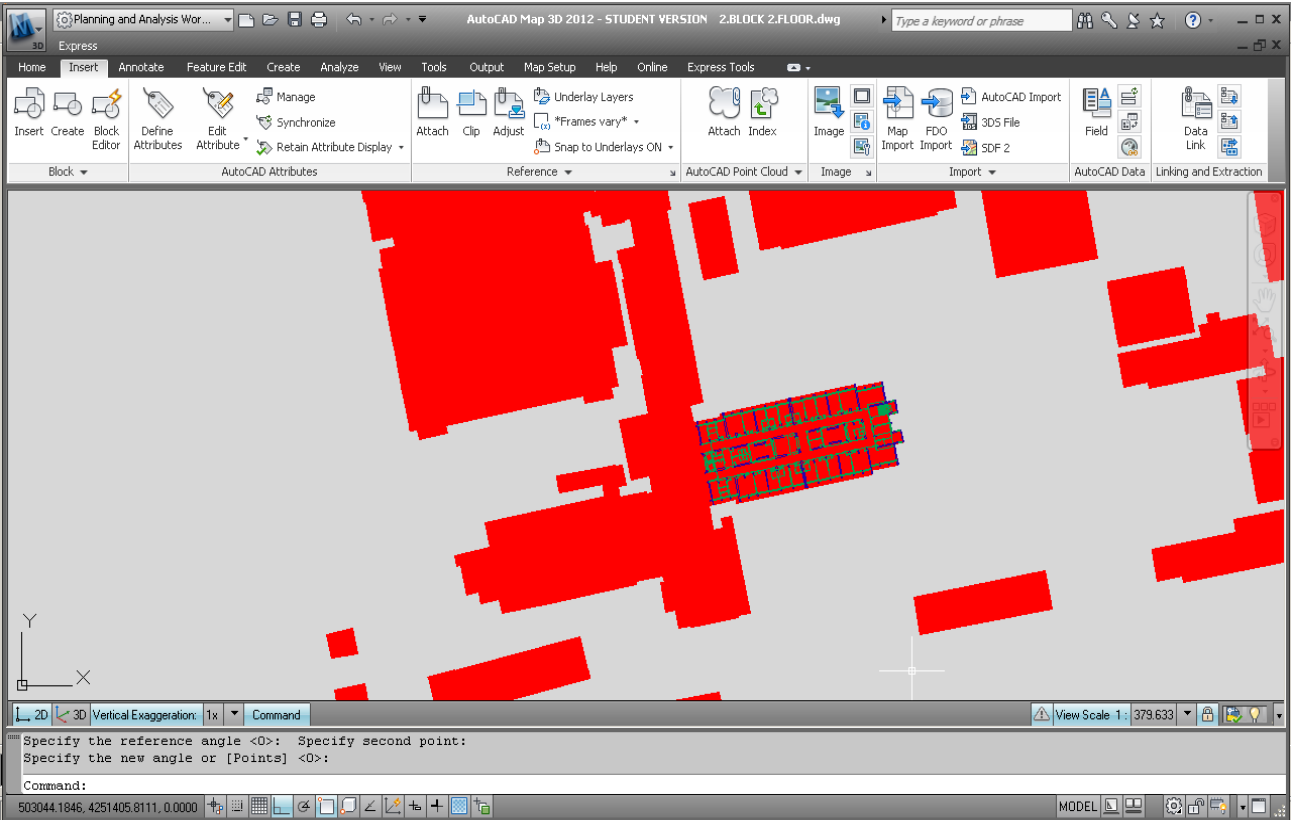 Planning and Analysis Wor...
AutoCAD Map 3D 2012 - STUDENT VERSION 2.BLOCK 2.FLOOR.dwg
Type a keyword or phrase
3D
Express
Home Insert Annotate Feature Edit Create Analyze View Tools Output Map Setup Help Online Express Tools
Manage
Synchronize
Retain Attribute Display
Insert Create Block Editor
Define Attributes
Edit Attribute
Attach Clip Adjust
Underlay Layers
*Frames vary*
Snap to Underlays ON
Attach Index
Image
Map Import
FDO Import
AutoCAD Import
3DS File
SDF 2
Field
Data Link
Block
AutoCAD Attributes
Reference
AutoCAD Point Cloud
Image
Import
AutoCAD Data
Linking and Extraction
Y
X
2D 3D Vertical Exaggeration: 1x Command
View Scale 1 : 379.633
Specify the reference angle <0>: Specify second point:
Specify the new angle or [Points] <0>:
Command:
503044.1846, 4251405.8111, 0.0000
MODEL